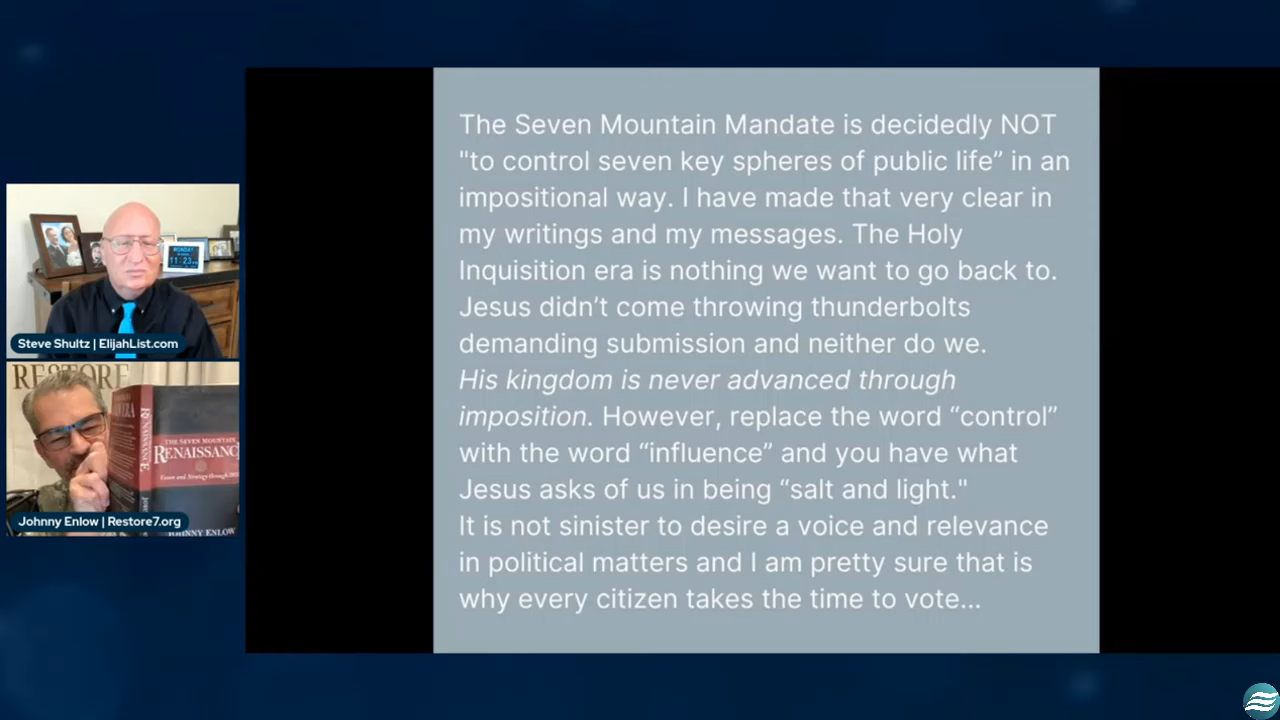 The Seven Mountain Mandate is decidedly NOT
"to control seven key spheres of public life” in an
impositional way. I have made that very clear in
my writings and my messages. The Holy
Inquisition era is nothing we want to go back to.
Jesus didn’t come throwing thunderbolts
demanding submission and neither do we.
His kingdom is never advanced through
imposition. However, replace the word “control”
with the word “influence” and you have what
Jesus asks of us in being “salt and light."
It is not sinister to desire a voice and relevance
in political matters and I am pretty sure that is
why every citizen takes the time to vote...
MONDAY
11:23
Steve Shultz | ElijahList.com
RESTORE
THE SEVEN MOUNTAIN
RENAISSANC
JOHNNY ENLOW
Johnny Enlow | Restore7.org